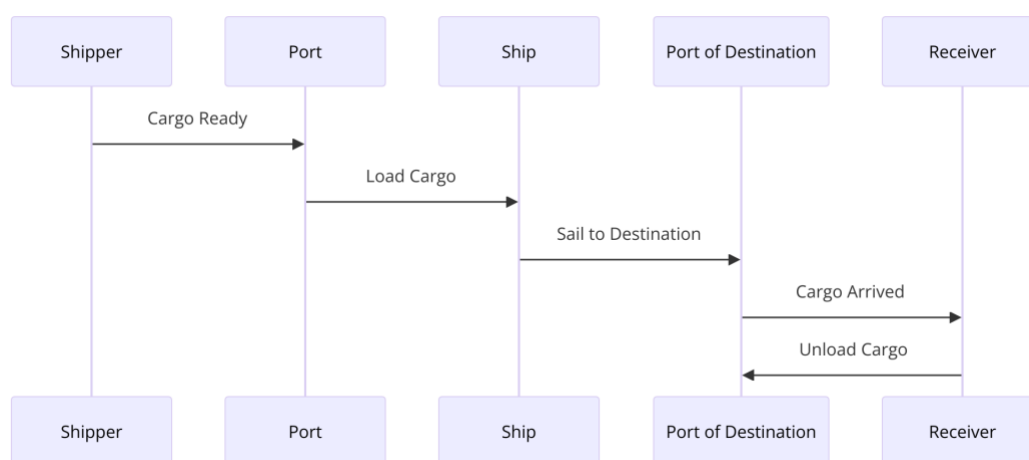 Shipper
Port
Ship
Port of Destination
Receiver
Cargo Ready
Load Cargo
Sail to Destination
Cargo Arrived
Unload Cargo
Shipper
Port
Ship
Port of Destination
Receiver